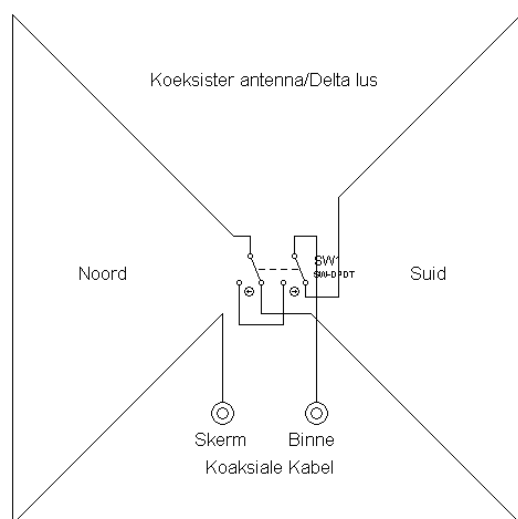 Koeksister antenna/Delta lus
Noord
SW1
SW-DPDT
Suid
Skerm
Binne
Koaksiale Kabel